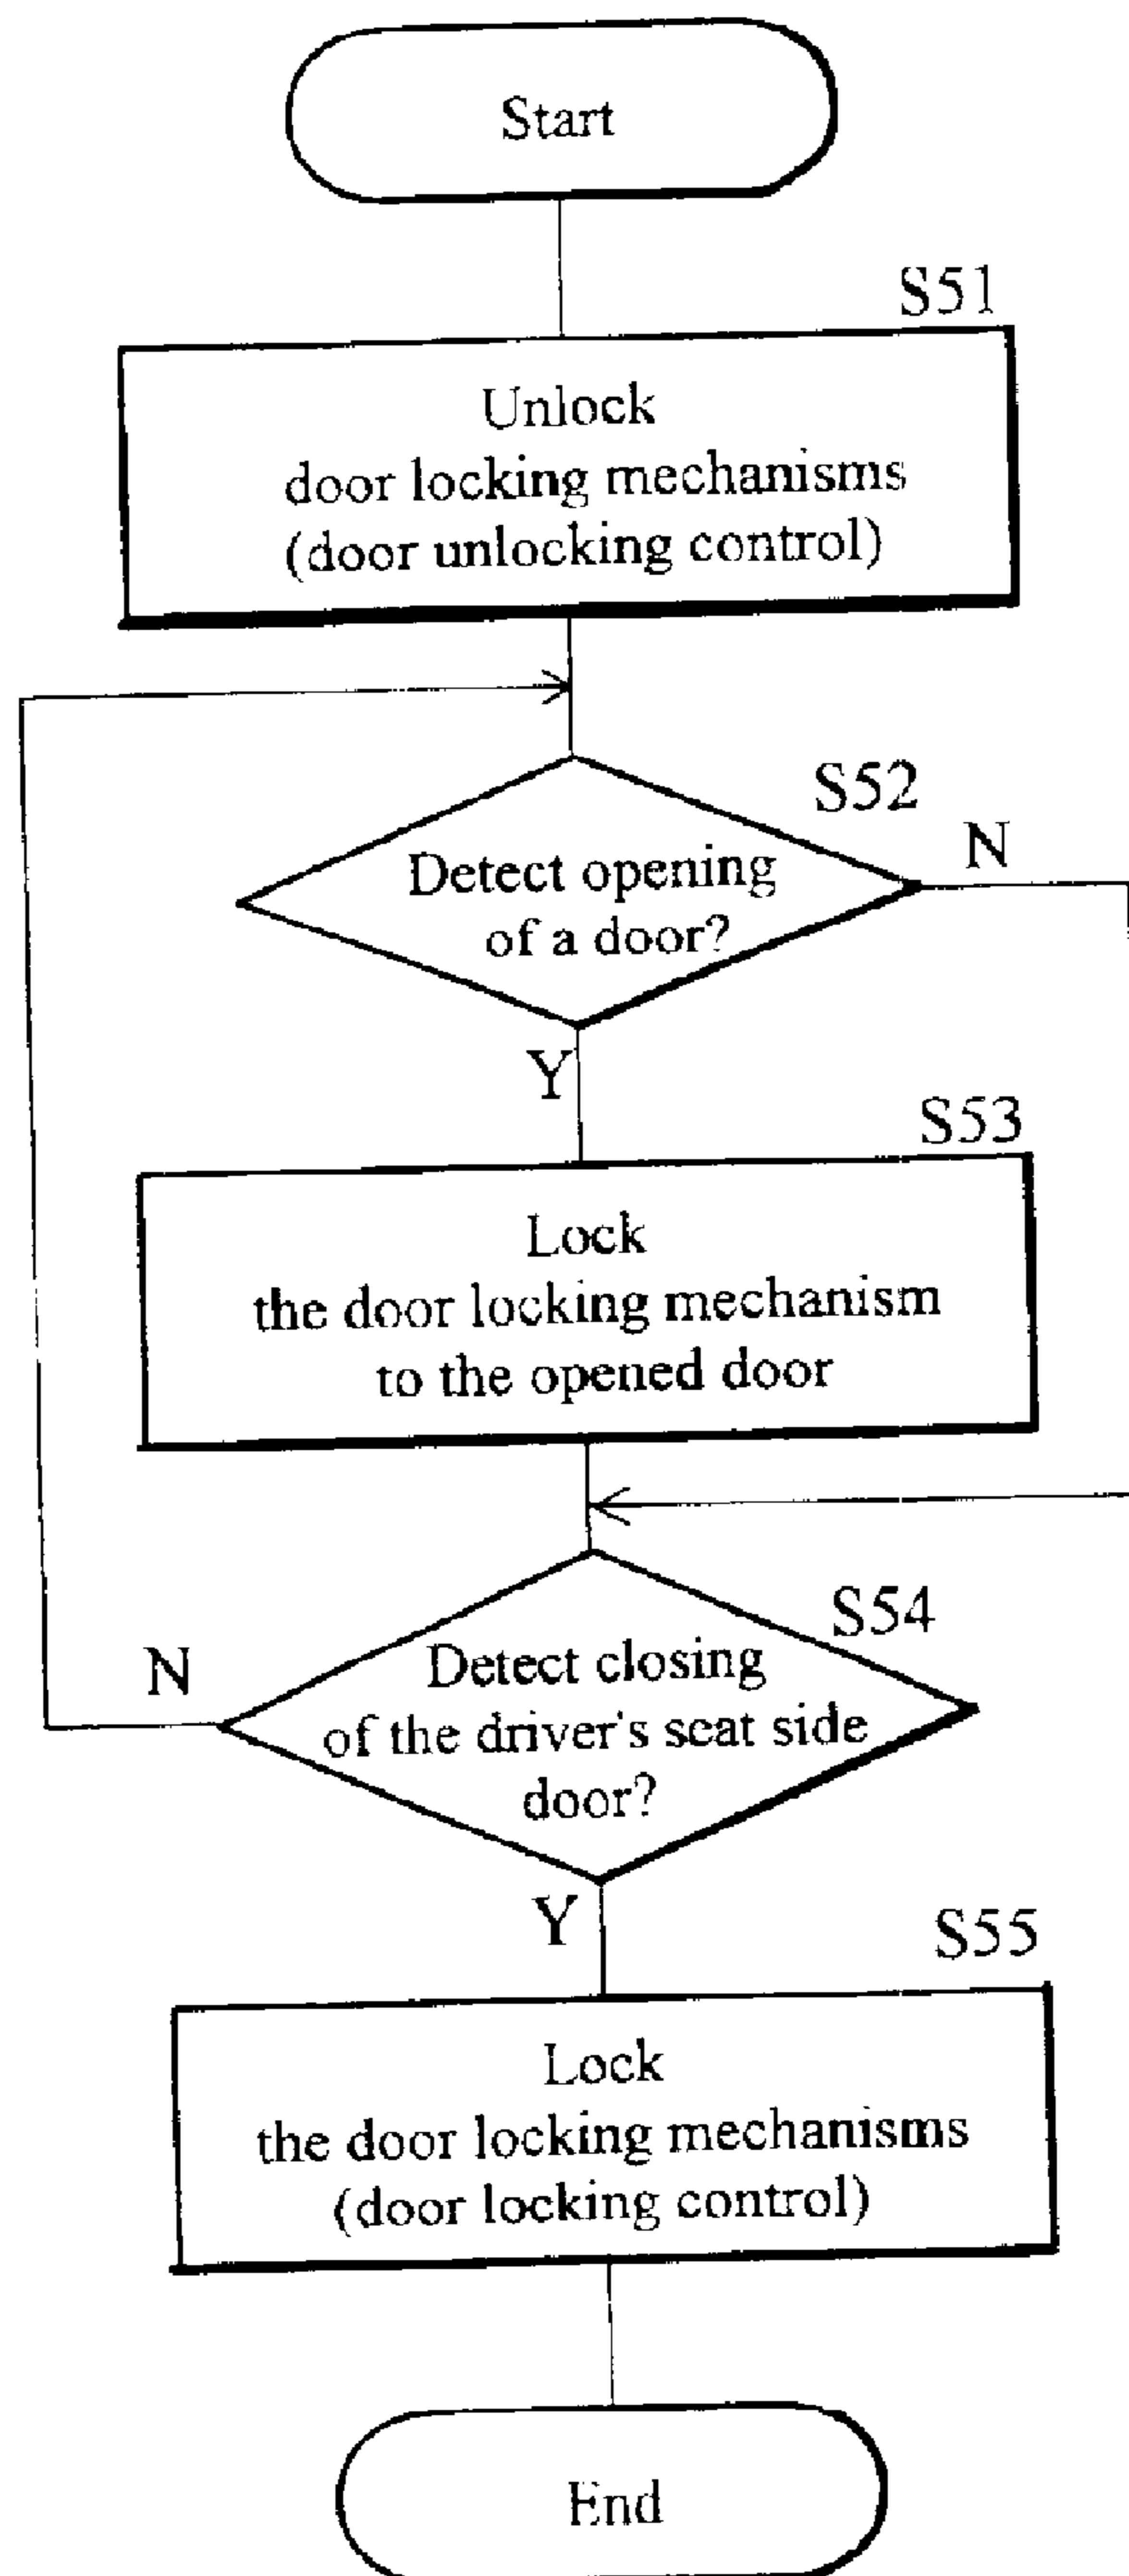 Start
S51
Unlock
door locking mechanisms
(door unlocking control)
S52
N
Detect opening
of a door?
Y
S53
Lock
the door locking mechanism
to the opened door
S54
N
Detect closing
of the driver's seat side
door?
Y
S55
Lock
the door locking mechanisms
(door locking control)
End